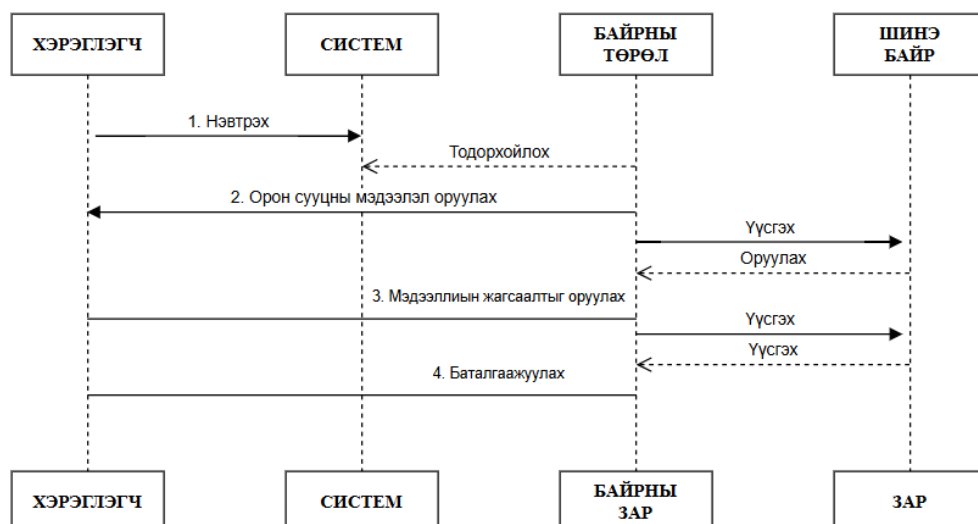 ХЭРЭГЛЭГЧ
СИСТЕМ
БАЙРНЫ
ТӨРӨЛ
ШИНЭ
БАЙР
1. Нэвтрэх
Тодорхойлох
2. Орон сууцны мэдээлэл оруулах
Үүсгэх
Оруулах
3. Мэдээллиын жагсаалтыг оруулах
Үүсгэх
Үүсгэх
4. Баталгаажуулах
ХЭРЭГЛЭГЧ
СИСТЕМ
БАЙРНЫ
ЗАР
ЗАР